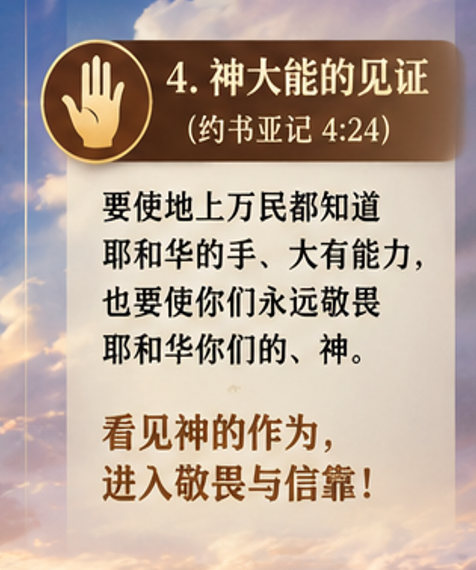 4. 神大能的见证
(约书亚记 4:24)
要使地上万民都知道
耶和华的手、大有能力，
也要使你们永远敬畏
耶和华你们的、神。
看见神的作为，
进入敬畏与信靠！